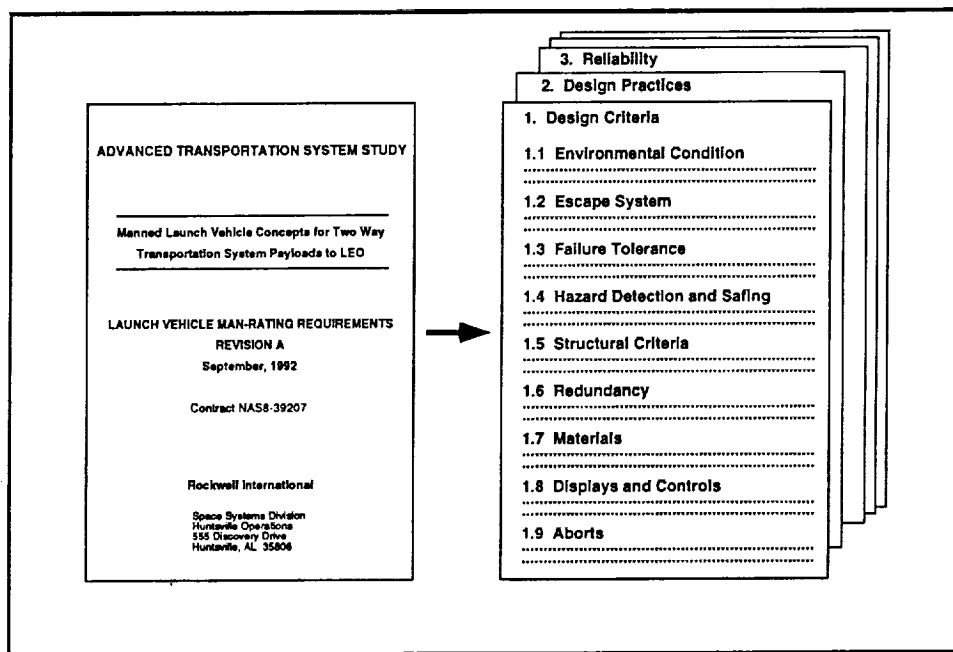 ADVANCED TRANSPORTATION SYSTEM STUDY
Manned Launch Vehicle Concepts for Two Way
Transportation System Payloads to LEO
LAUNCH VEHICLE MAN-RATING REQUIREMENTS
REVISION A
September, 1992
Contract NAS8-39207
Rockwell International
Space Systems Division
Huntsville Operations
555 Discovery Drive
Huntsville, AL 35806
3. Reliability
2. Design Practices
1. Design Criteria
1.1 Environmental Condition
1.2 Escape System
1.3 Failure Tolerance
1.4 Hazard Detection and Safing
1.5 Structural Criteria
1.6 Redundancy
1.7 Materials
1.8 Displays and Controls
1.9 Aborts